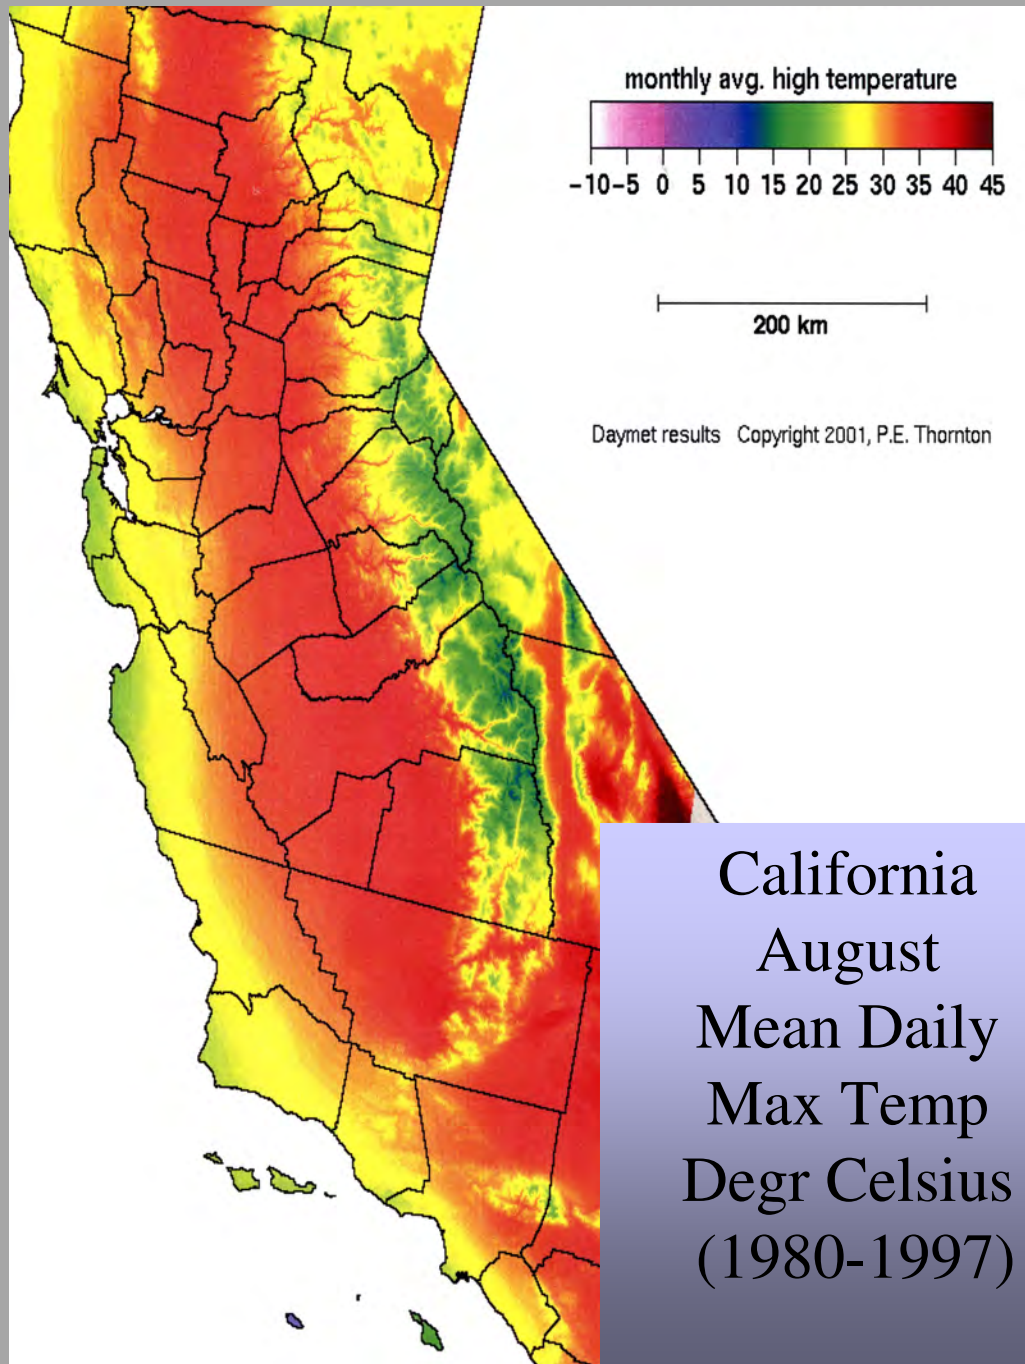 monthly avg. high temperature
-10 -5 0 5 10 15 20 25 30 35 40 45
200 km
Daymet results Copyright 2001, P.E. Thornton
California
August
Mean Daily
Max Temp
Degr Celsius
(1980-1997)